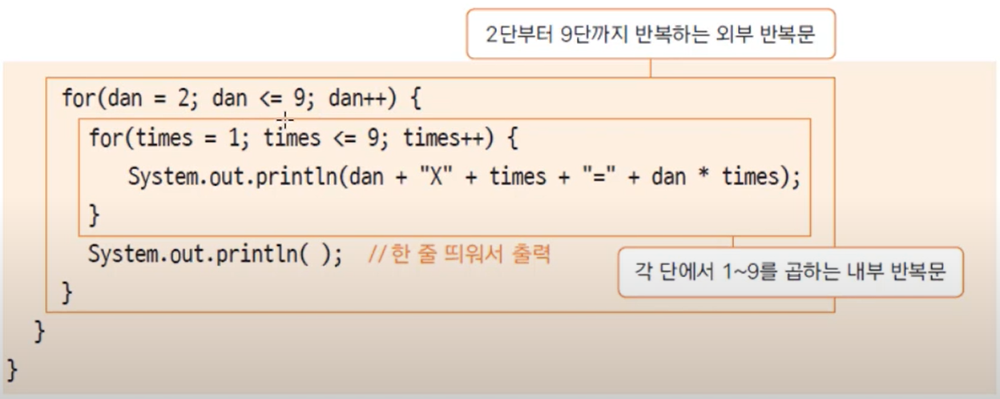 2단부터 9단까지 반복하는 외부 반복문
for(dan = 2; dan <= 9; dan++) {
for(times = 1; times <= 9; times++) {
System.out.println(dan + "X" + times + "=" + dan * times);
}
System.out.println( ); //한 줄 띄워서 출력
각 단에서 1~9를 곱하는 내부 반복문
}
}
}